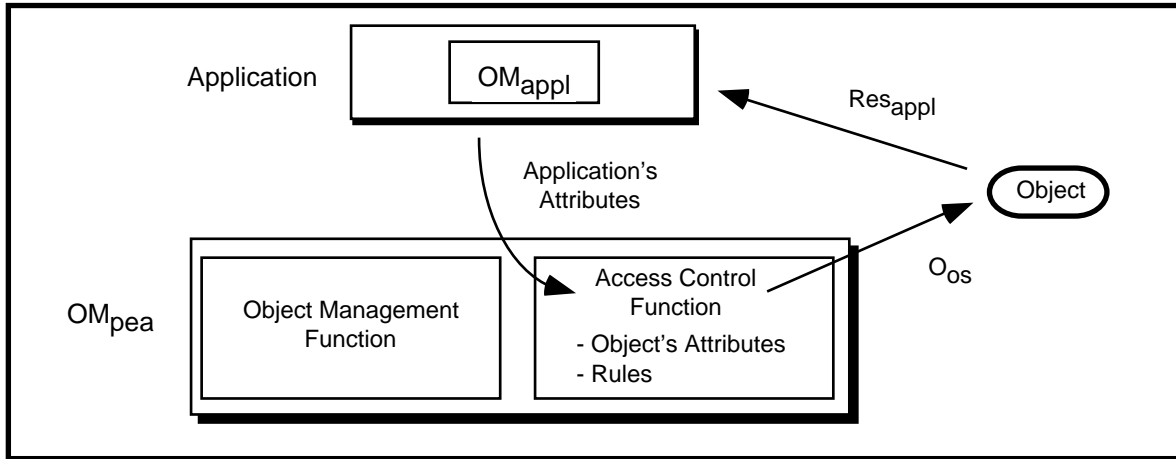 Application
OMappl
Resappl
Application's
Attributes
Object
Oos
OMpea
Object Management
Function
Access Control
Function
- Object's Attributes
- Rules